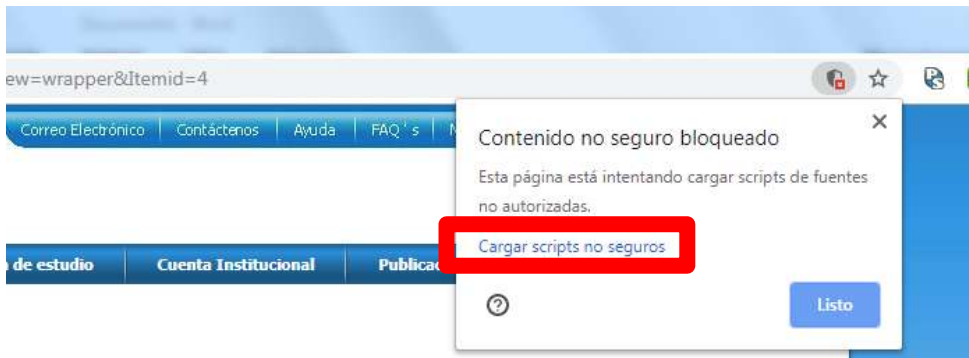 ew=wrapper&Itemid=4
Correo Electrónico Contáctenos Ayuda FAQ's
Contenido no seguro bloqueado
Esta página está intentando cargar scripts de fuentes
no autorizadas.
Cargar scripts no seguros
de estudio Cuenta Institucional Publicac
Listo